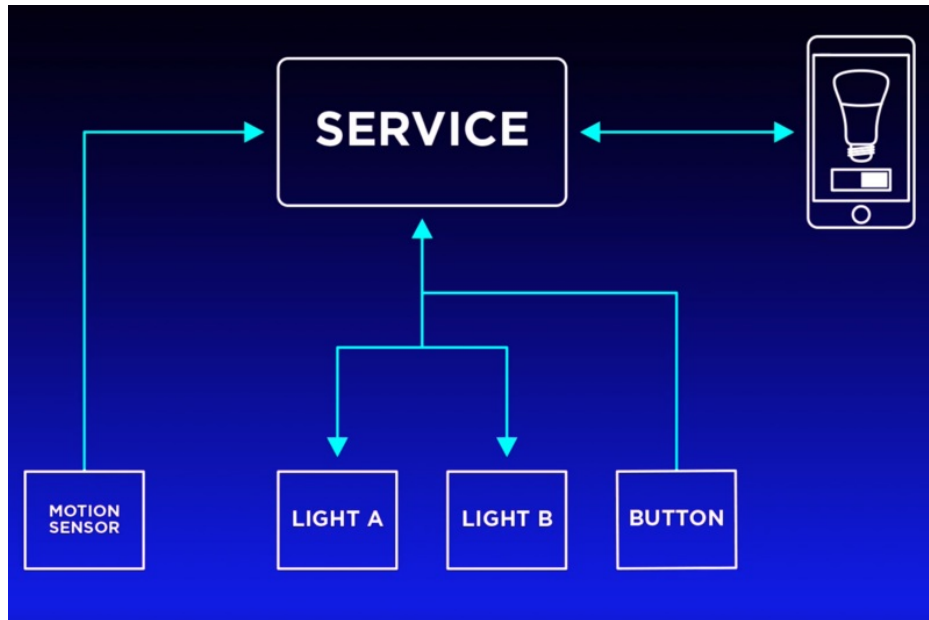 SERVICE
MOTION
SENSOR
LIGHT A
LIGHT B
BUTTON